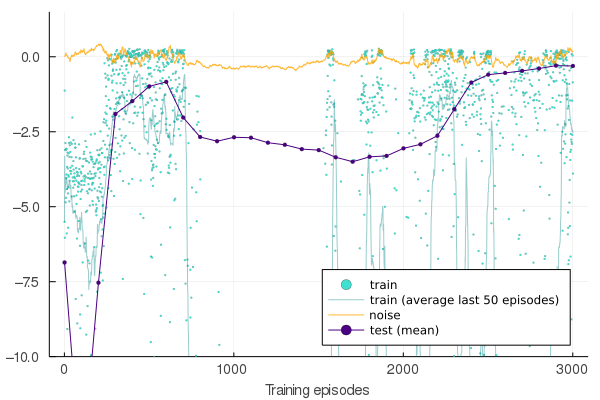 0.0
−2.5
−5.0
−7.5
−10.0
0
1000
2000
3000
Training episodes
train
train (average last 50 episodes)
noise
test (mean)